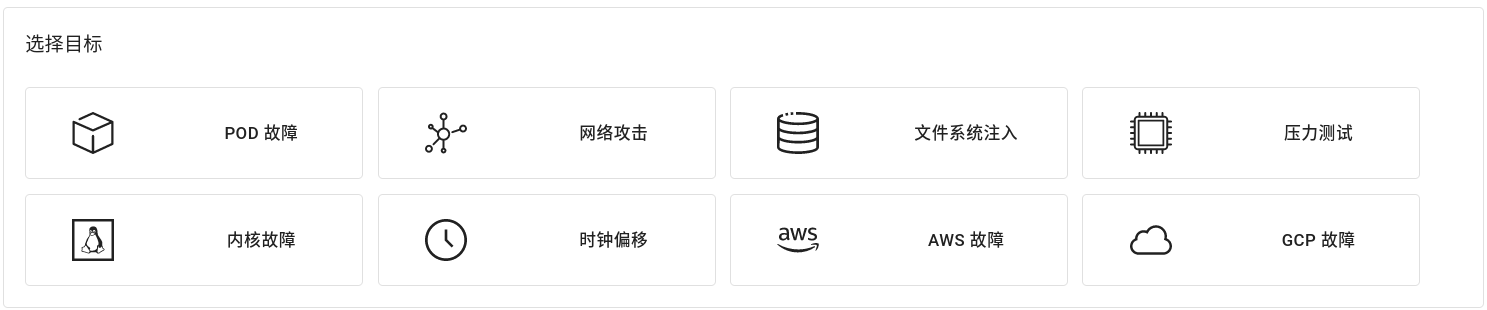 选择目标
POD 故障
网络攻击
文件系统注入
压力测试
内核故障
时钟偏移
aws
AWS 故障
GCP 故障